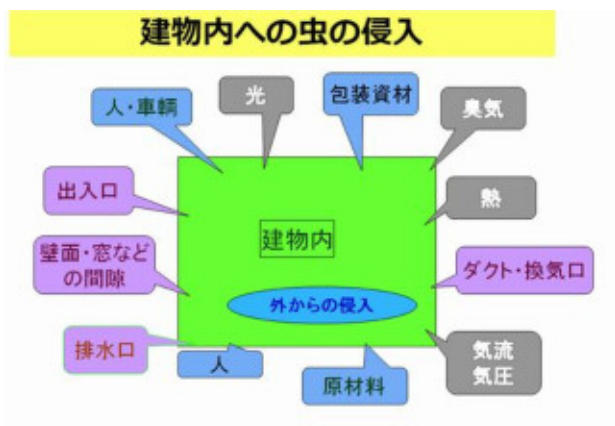 建物内への虫の侵入
人・車輌
光
包装資材
臭気
出入口
熱
建物内
壁面・窓など
の間隙
ダクト・換気口
外からの侵入
排水口
人
原材料
気流
気圧